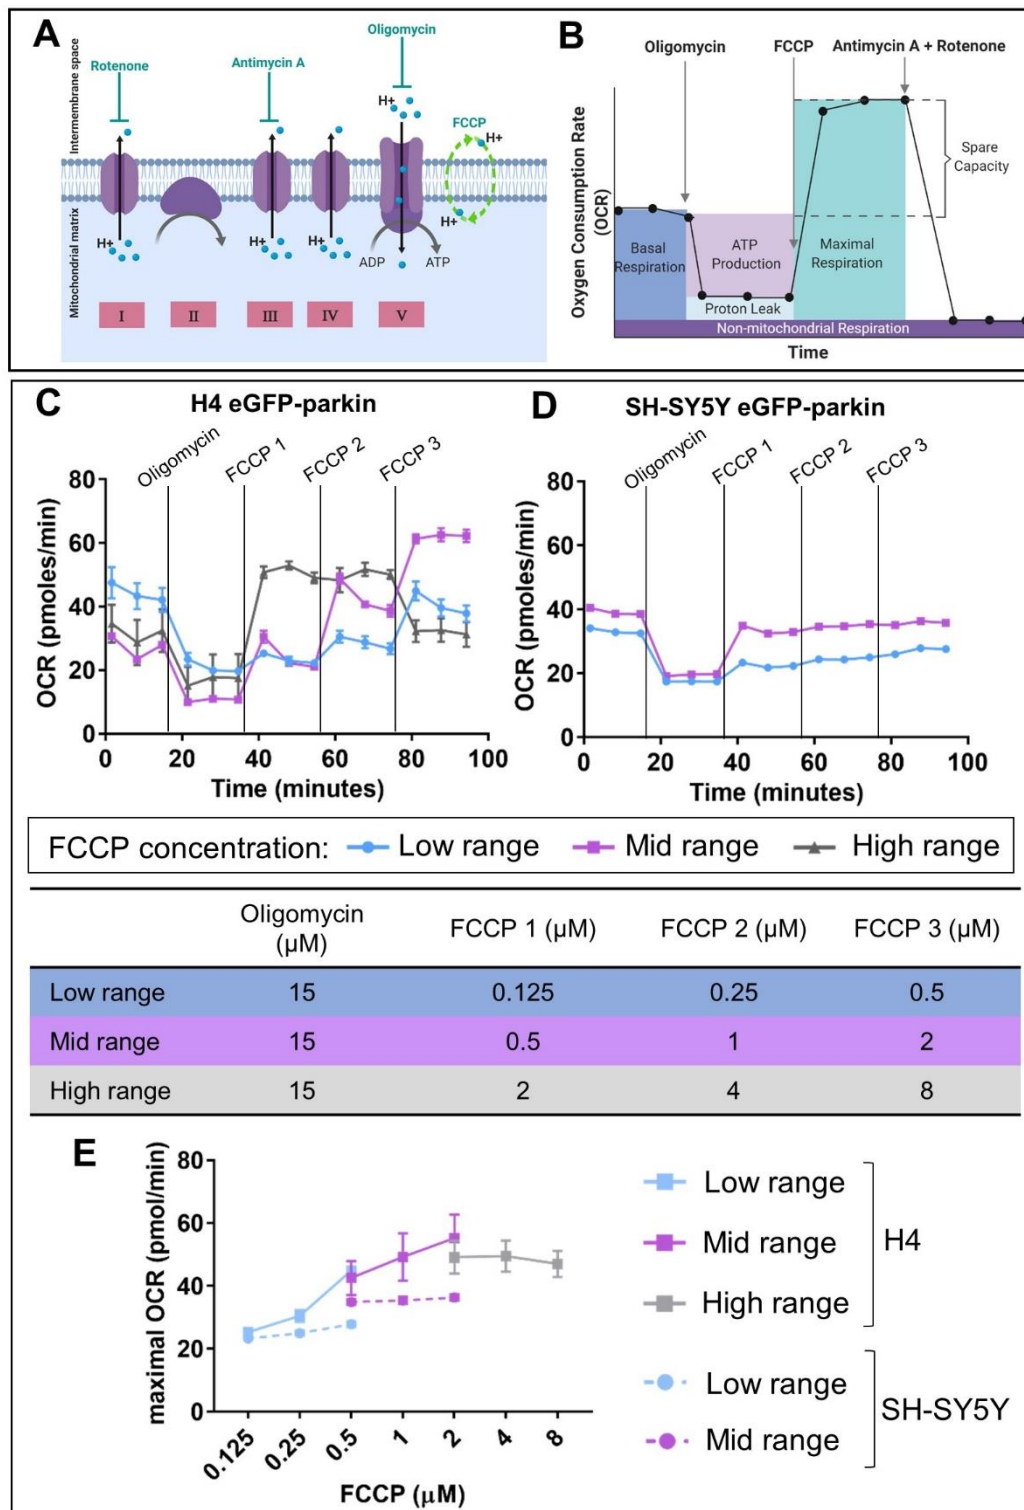 A
Intermembrane space
Mitochondrial matrix
Rotenone
Antimycin A
Oligomycin
FCCP
H+
H+
H+
H+
H+
H+
H+
ADP
ATP
I
II
III
IV
V
B
Oligomycin
FCCP
Antimycin A + Rotenone
Oxygen Consumption Rate
(OCR)
Basal
Respiration
ATP
Production
Proton Leak
Maximal
Respiration
Spare
Capacity
Non-mitochondrial Respiration
Time
C
H4 eGFP-parkin
Oligomycin
FCCP 1
FCCP 2
FCCP 3
OCR (pmoles/min)
80
60
40
20
0
0 20 40 60 80 100
Time (minutes)
D
SH-SY5Y eGFP-parkin
Oligomycin
FCCP 1
FCCP 2
FCCP 3
OCR (pmoles/min)
80
60
40
20
0
0 20 40 60 80 100
Time (minutes)
FCCP concentration: Low range Mid range High range
Oligomycin
(μM) FCCP 1 (μM) FCCP 2 (μM) FCCP 3 (μM)
Low range 15 0.125 0.25 0.5
Mid range 15 0.5 1 2
High range 15 2 4 8
E
maximal OCR (pmol/min)
80
60
40
20
0
0.125 0.25 0.5 1 2 4 8
FCCP (μM)
Low range
Mid range
High range
H4
Low range
Mid range
SH-SY5Y